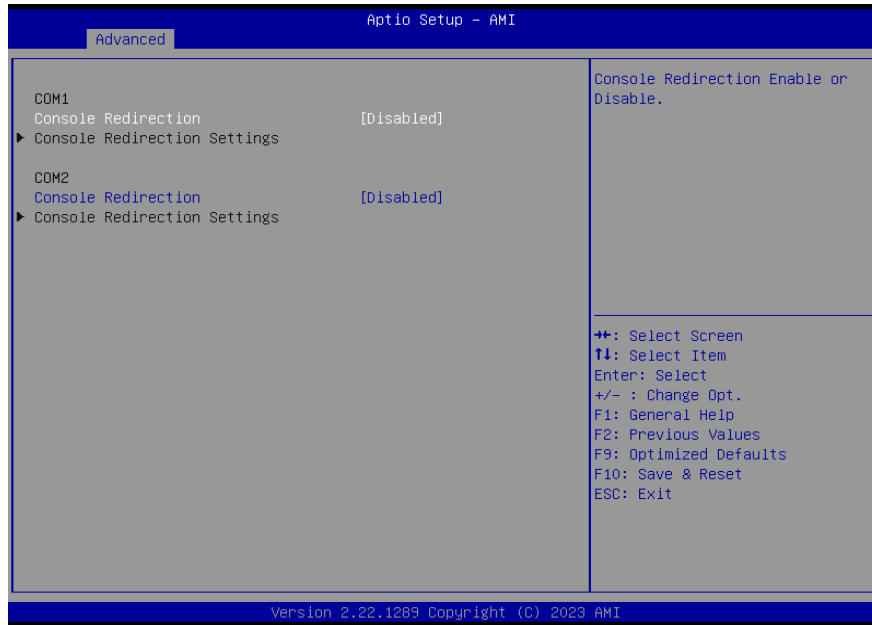 Aptio Setup – AMI
Advanced
COM1
Console Redirection [Disabled]
▶ Console Redirection Settings
COM2
Console Redirection [Disabled]
▶ Console Redirection Settings
Console Redirection Enable or
Disable.
→←: Select Screen
↑↓: Select Item
Enter: Select
+/- : Change Opt.
F1: General Help
F2: Previous Values
F9: Optimized Defaults
F10: Save & Reset
ESC: Exit
Version 2.22.1289 Copyright (C) 2023 AMI